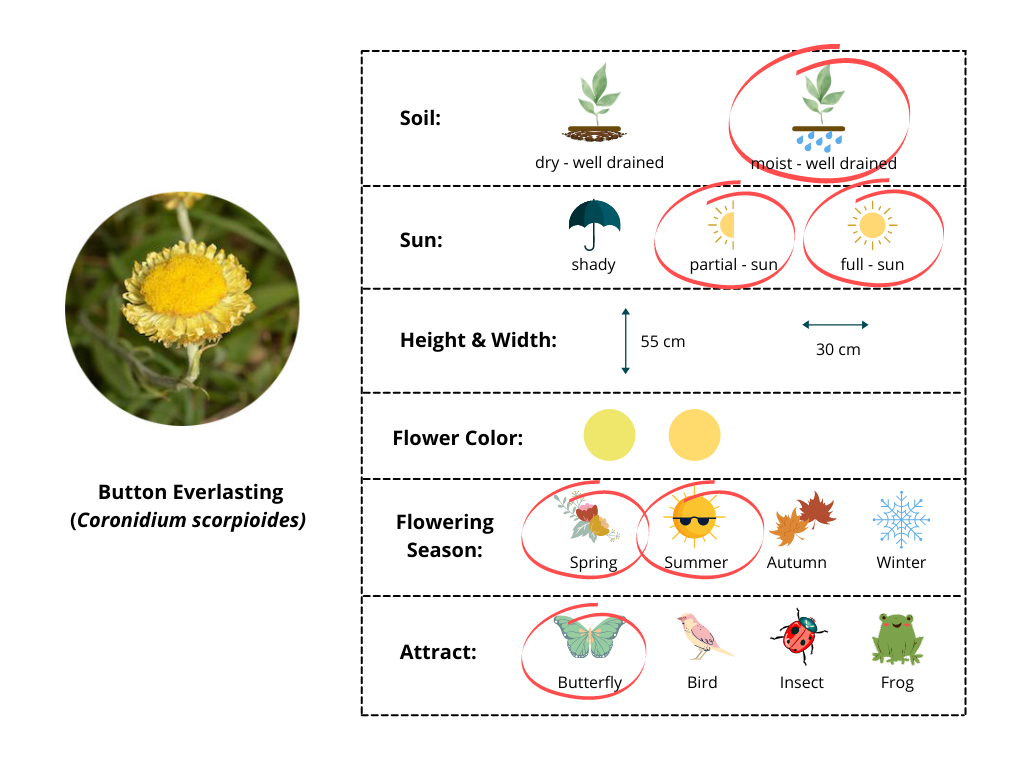 Soil:
dry - well drained
moist - well drained
Sun:
shady
partial - sun
full - sun
Height & Width:
55 cm
30 cm
Flower Color:
Button Everlasting
(Coronidium scorpioides)
Flowering
Season:
Spring
Summer
Autumn
Winter
Attract:
Butterfly
Bird
Insect
Frog